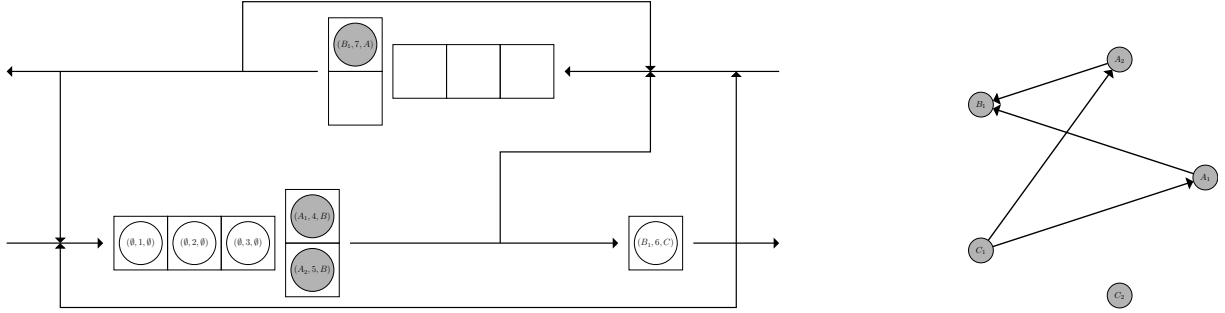 (B₁, 7, A)
(∅, 1, ∅) (∅, 2, ∅) (∅, 3, ∅)
(A₁, 4, B)
(A₂, 5, B)
(B₁, 6, C)
A₂
B₁
A₁
C₁
C₂